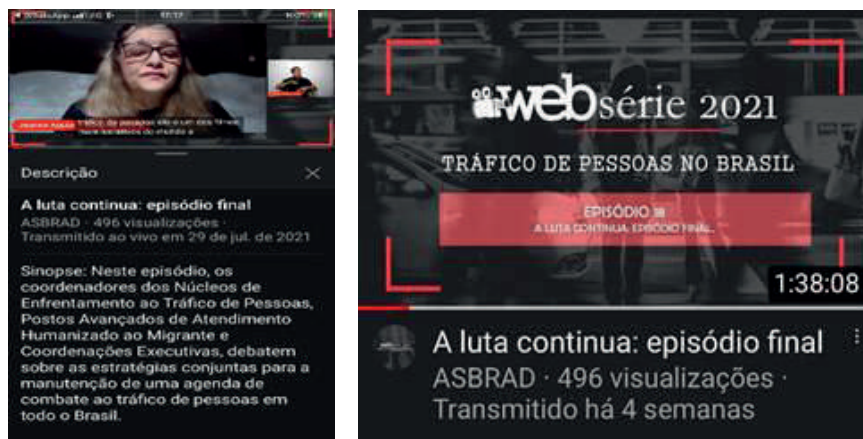 Descrição
A luta continua: episódio final
ASBRAD · 496 visualizações ·
Transmitido ao vivo em 29 de jul. de 2021
Sinopse: Neste episódio, os
coordenadores dos Núcleos de
Enfrentamento ao Tráfico de Pessoas,
Postos Avançados de Atendimento
Humanizado ao Migrante e
Coordenações Executivas, debatem
sobre as estratégias conjuntas para a
manutenção de uma agenda de
combate ao tráfico de pessoas em
todo o Brasil.
web série 2021
TRÁFICO DE PESSOAS NO BRASIL
EPISÓDIO
A LUTA CONTINUA: EPISÓDIO FINAL.
1:38:08
A luta continua: episódio final
ASBRAD · 496 visualizações ·
Transmitido há 4 semanas